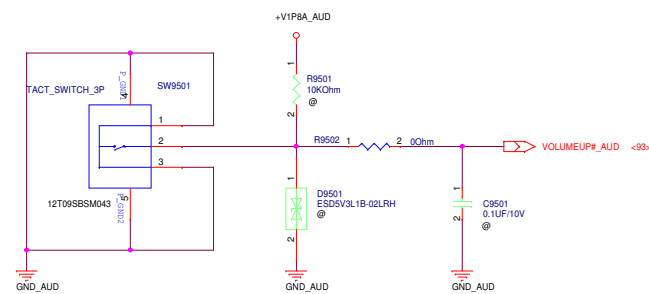 +V1P8A_AUD
TACT_SWITCH_3P
P_GND1
4
SW9501
1
R9501
10KOhm
@
2
1
2
3
R9502
1
2
0Ohm
VOLUMEUP#_AUD
<93>
12T09SBSM043
5
P_GND2
1
D9501
ESD5V3L1B-02LRH
@
2
1
C9501
0.1UF/10V
2
@
GND_AUD
GND_AUD
GND_AUD